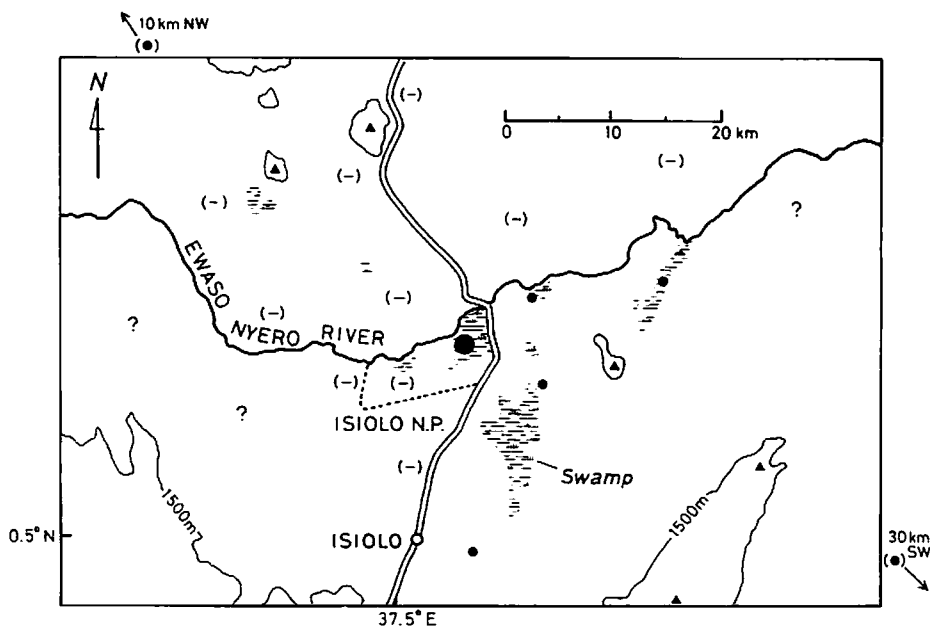 10 km NW
(●)
N
(-)
0 10 20 km
(-)
(-)
(-)
(-)
?
EWASO
NYERO RIVER
(-)
(-)
?
(-)
(-)
?
ISIOLO N.P.
(-)
Swamp
1500m
1500m
0.5° N
ISIOLO
30 km
(●) SW
37.5° E